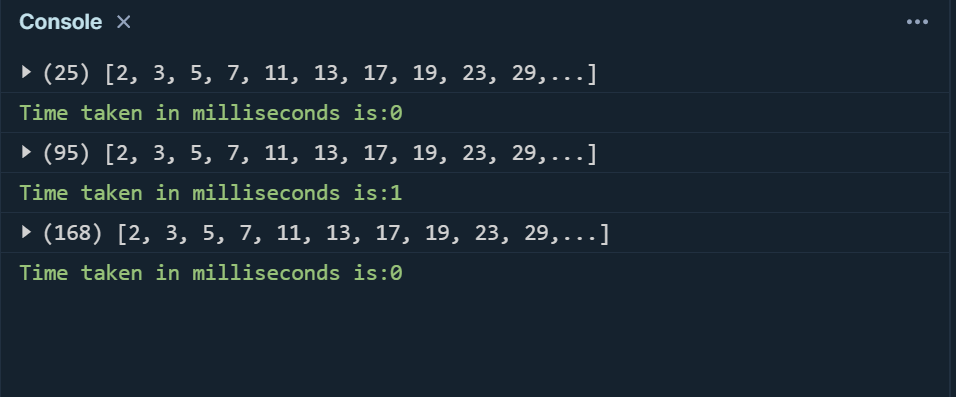 Console
(25) [2, 3, 5, 7, 11, 13, 17, 19, 23, 29,...]
Time taken in milliseconds is:0
(95) [2, 3, 5, 7, 11, 13, 17, 19, 23, 29,...]
Time taken in milliseconds is:1
(168) [2, 3, 5, 7, 11, 13, 17, 19, 23, 29,...]
Time taken in milliseconds is:0